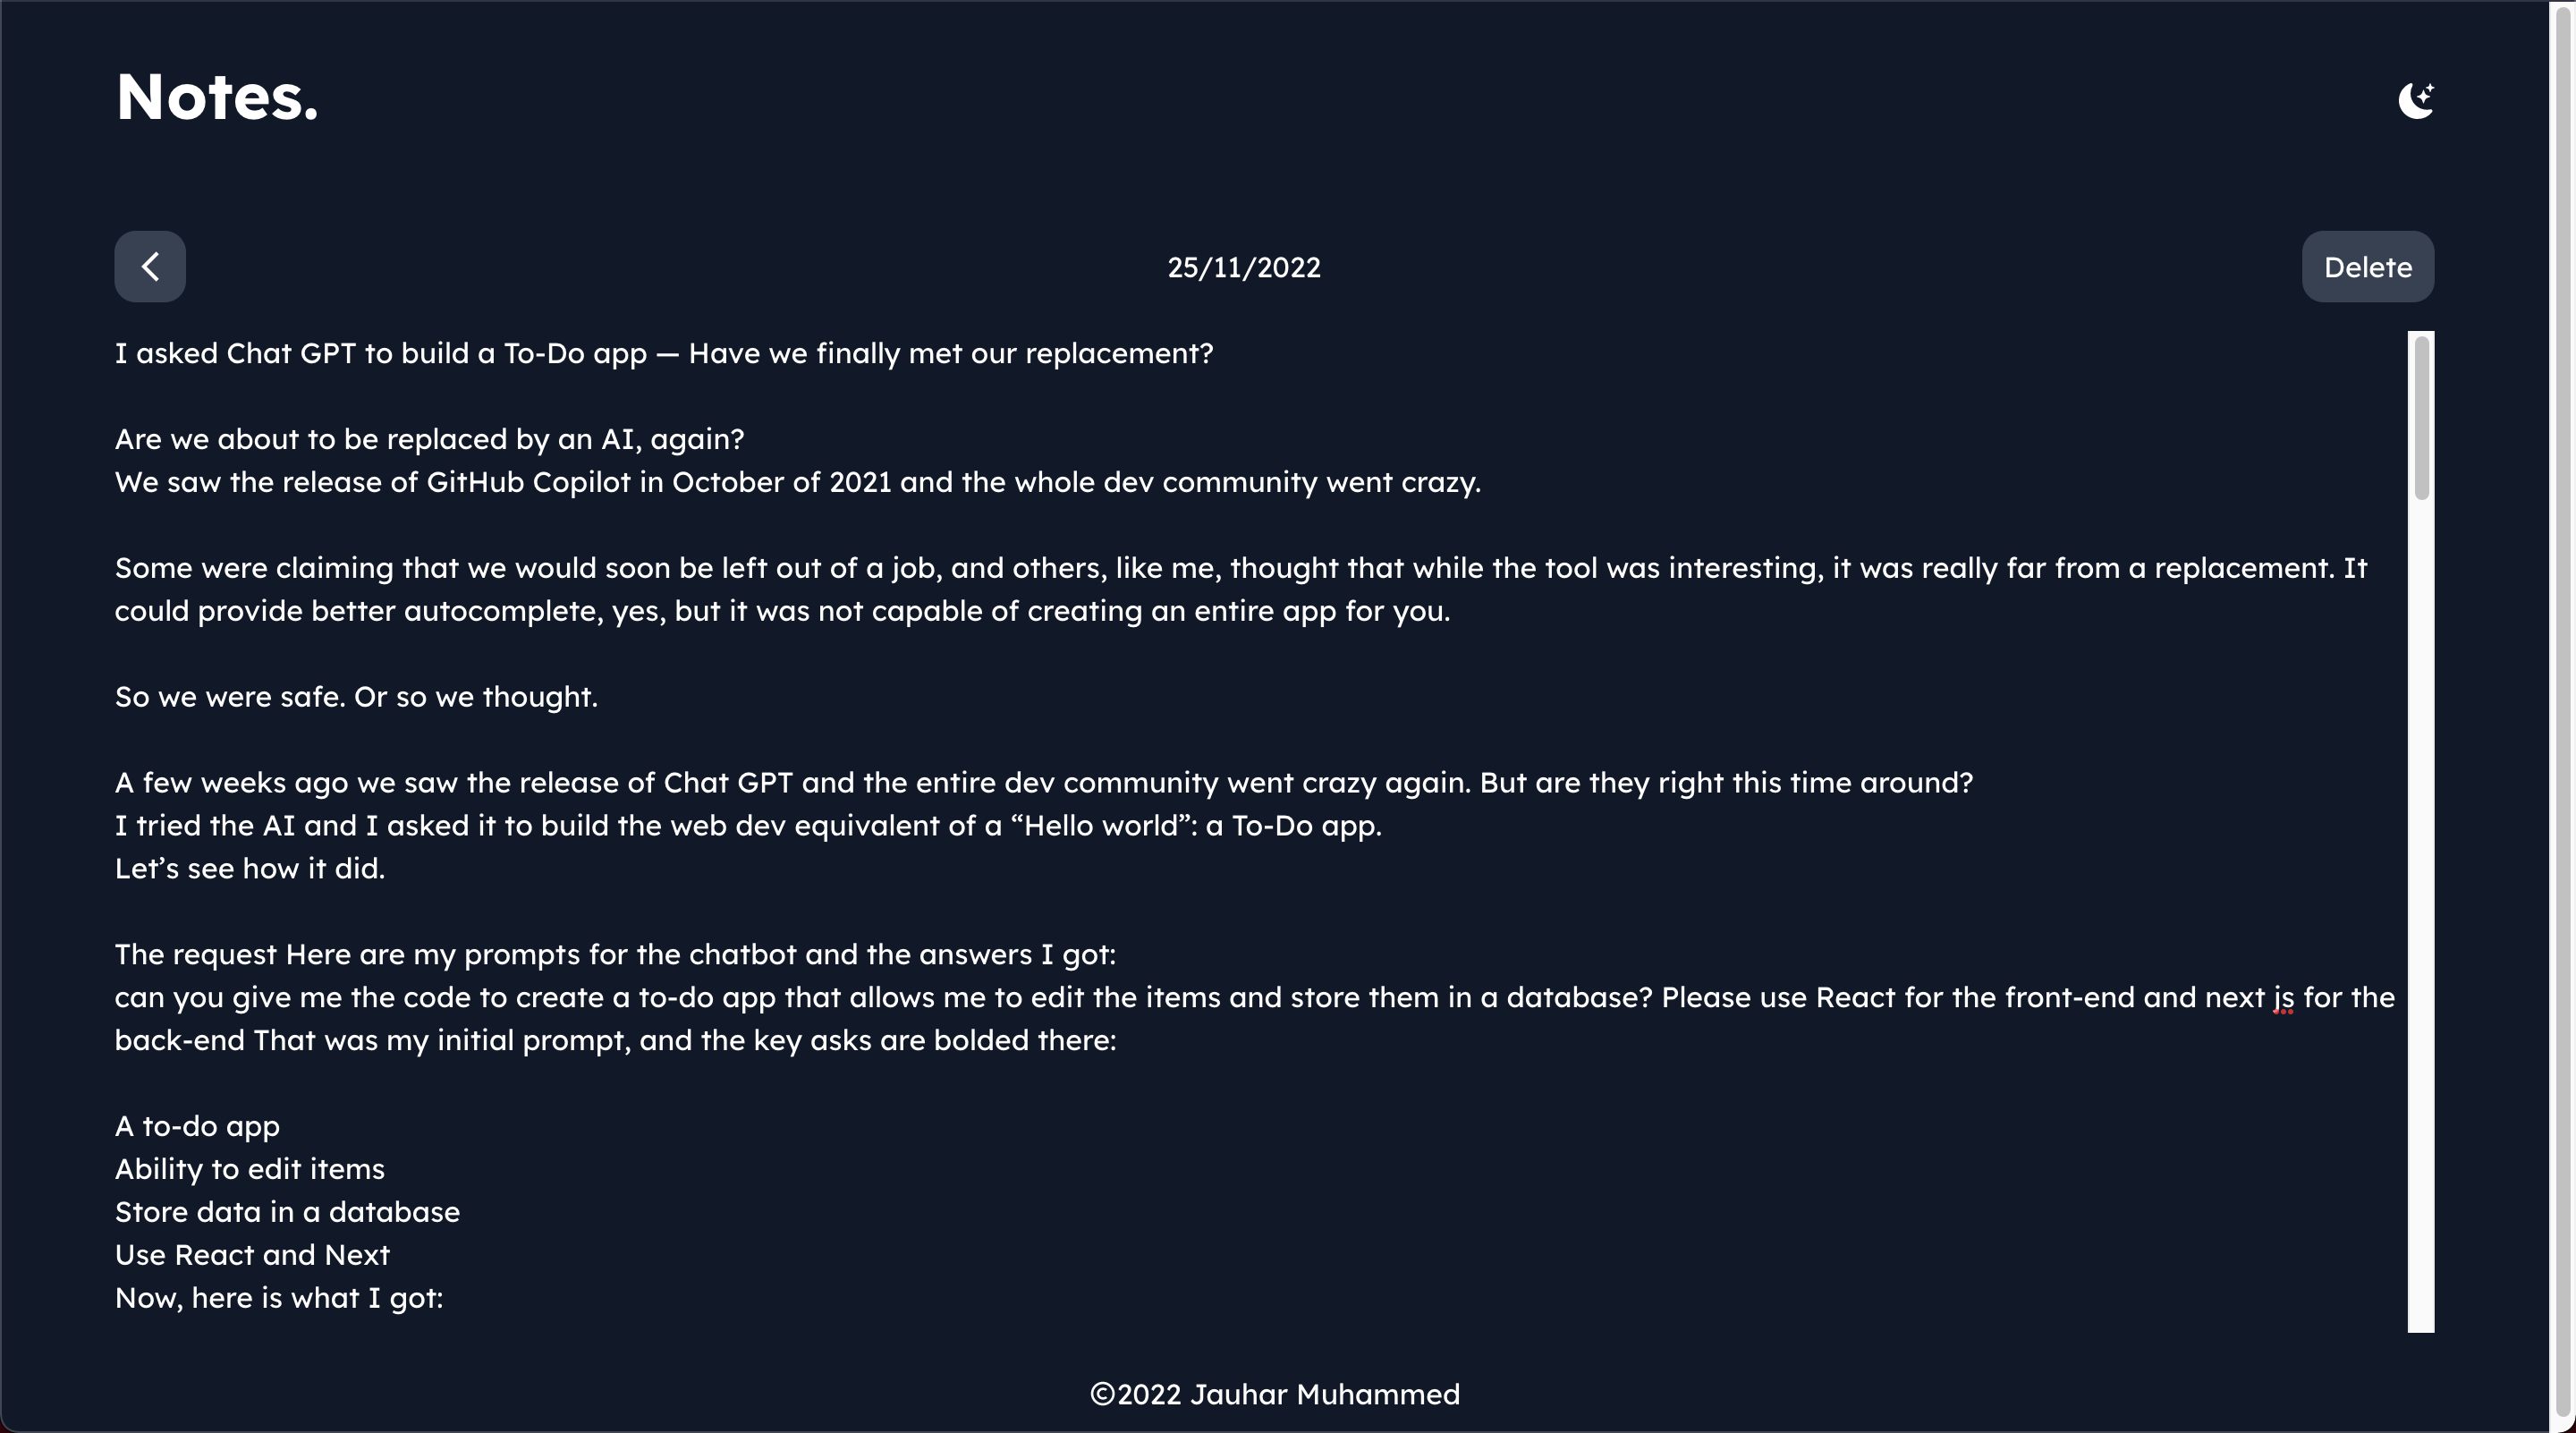 Notes.
25/11/2022
Delete
I asked Chat GPT to build a To-Do app — Have we finally met our replacement?
Are we about to be replaced by an AI, again?
We saw the release of GitHub Copilot in October of 2021 and the whole dev community went crazy.
Some were claiming that we would soon be left out of a job, and others, like me, thought that while the tool was interesting, it was really far from a replacement. It
could provide better autocomplete, yes, but it was not capable of creating an entire app for you.
So we were safe. Or so we thought.
A few weeks ago we saw the release of Chat GPT and the entire dev community went crazy again. But are they right this time around?
I tried the AI and I asked it to build the web dev equivalent of a “Hello world”: a To-Do app.
Let’s see how it did.
The request Here are my prompts for the chatbot and the answers I got:
can you give me the code to create a to-do app that allows me to edit the items and store them in a database? Please use React for the front-end and next js for the
back-end That was my initial prompt, and the key asks are bolded there:
A to-do app
Ability to edit items
Store data in a database
Use React and Next
Now, here is what I got:
©2022 Jauhar Muhammed